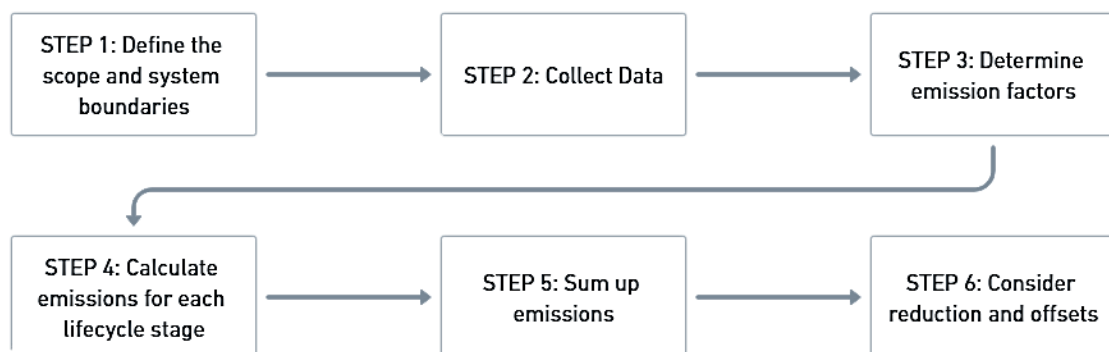 STEP 1: Define the
scope and system
boundaries
STEP 2: Collect Data
STEP 3: Determine
emission factors
STEP 4: Calculate
emissions for each
lifecycle stage
STEP 5: Sum up
emissions
STEP 6: Consider
reduction and offsets